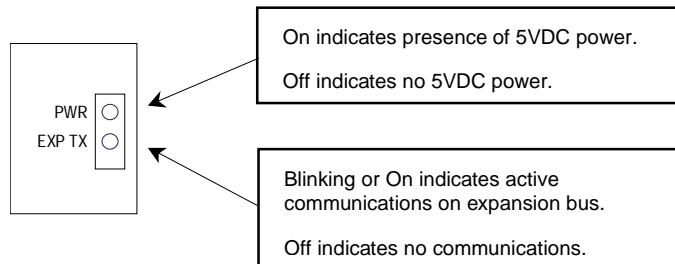 On indicates presence of 5VDC power.
Off indicates no 5VDC power.
PWR
EXP TX
Blinking or On indicates active
communications on expansion bus.
Off indicates no communications.